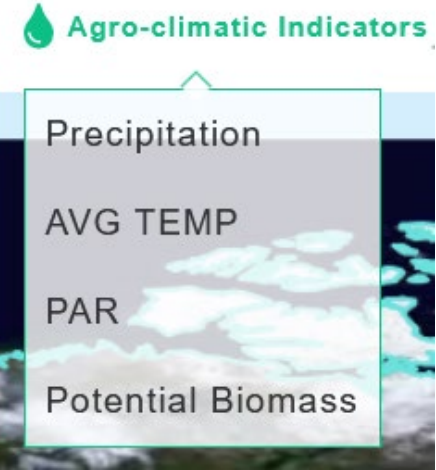 Agro-climatic Indicators
Precipitation
AVG TEMP
PAR
Potential Biomass